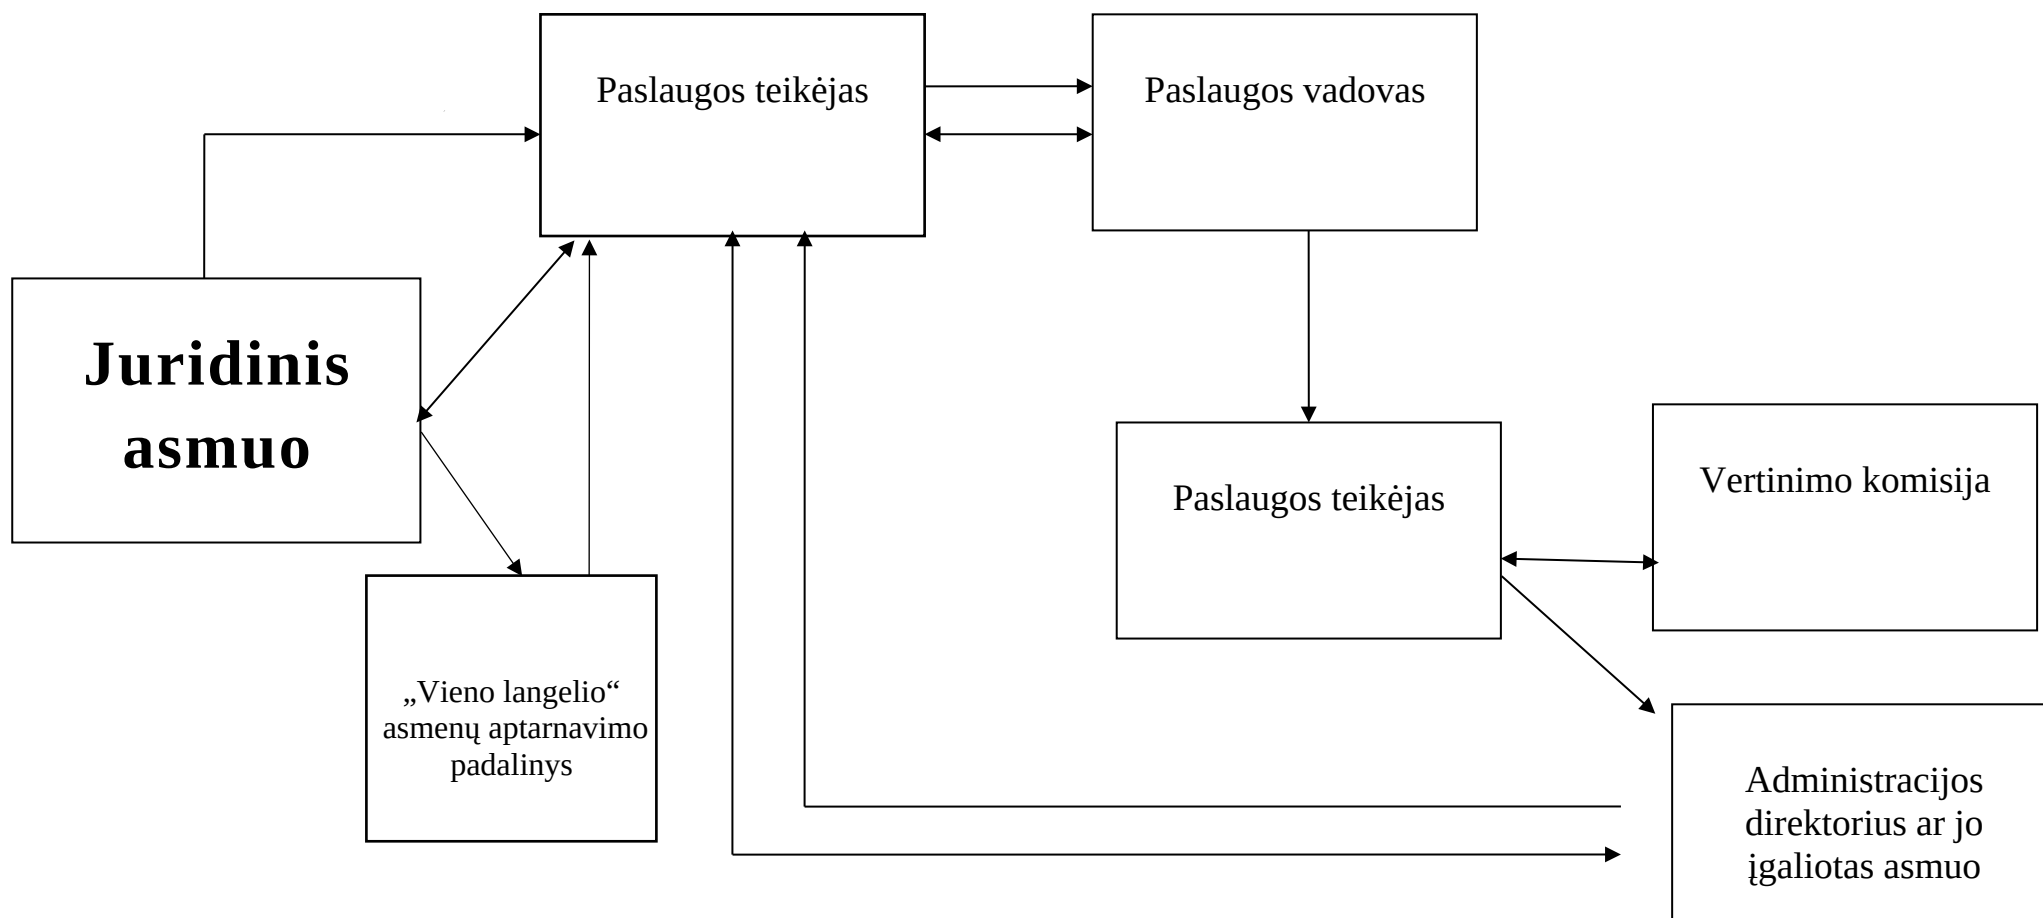 Paslaugos teikėjas
Paslaugos vadovas
Juridinis
asmuo
Paslaugos teikėjas
Vertinimo komisija
„Vieno langelio“
asmenų aptarnavimo
padalinys
Administracijos
direktorius ar jo
įgaliotas asmuo